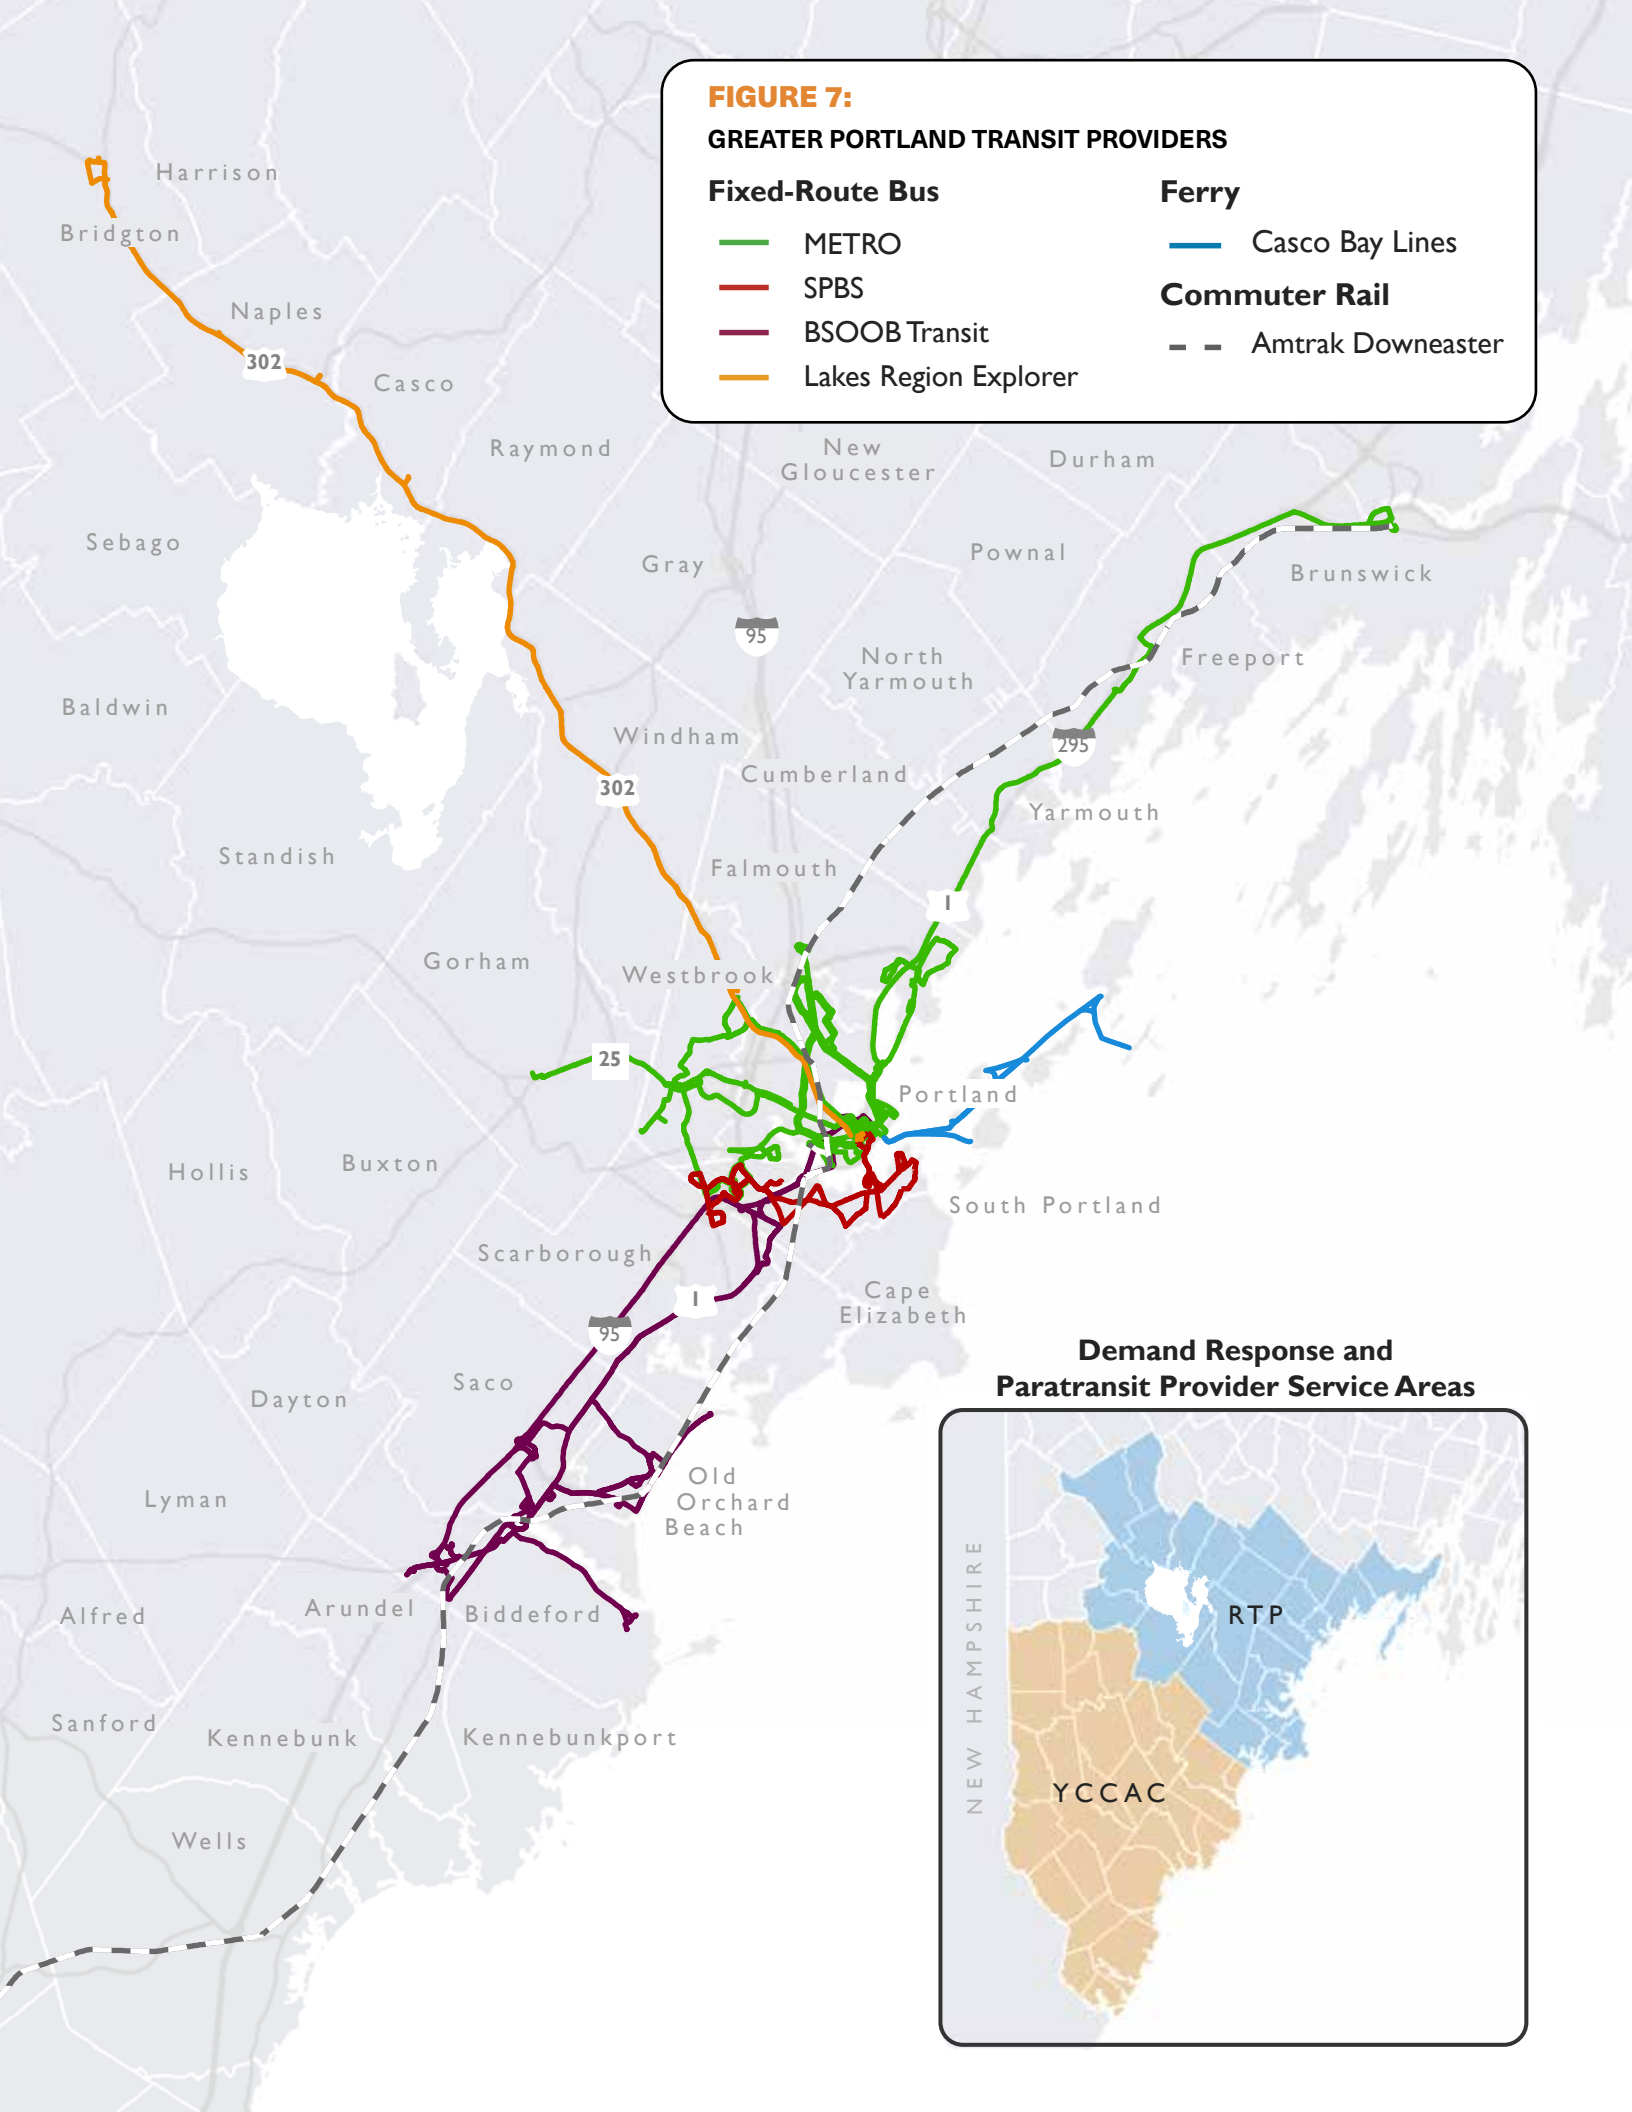 FIGURE 7:
GREATER PORTLAND TRANSIT PROVIDERS
Fixed-Route Bus
METRO
SPBS
BSOOB Transit
Lakes Region Explorer
Ferry
Casco Bay Lines
Commuter Rail
Amtrak Downeaster
Harrison
Bridgton
Naples
302
Casco
Raymond
New
Gloucester
Durham
Sebago
Gray
Pownal
Brunswick
95
North
Yarmouth
Freeport
Baldwin
Windham
295
Cumberland
302
Yarmouth
Standish
Falmouth
1
Gorham
Westbrook
25
Portland
Hollis
Buxton
South Portland
Scarborough
Cape
Elizabeth
1
95
Saco
Dayton
Old
Orchard
Beach
Lyman
Arundel
Biddeford
Alfred
Sanford
Kennebunk
Kennebunkport
Wells
Demand Response and
Paratransit Provider Service Areas
NEW HAMPSHIRE
RTP
YCCAC